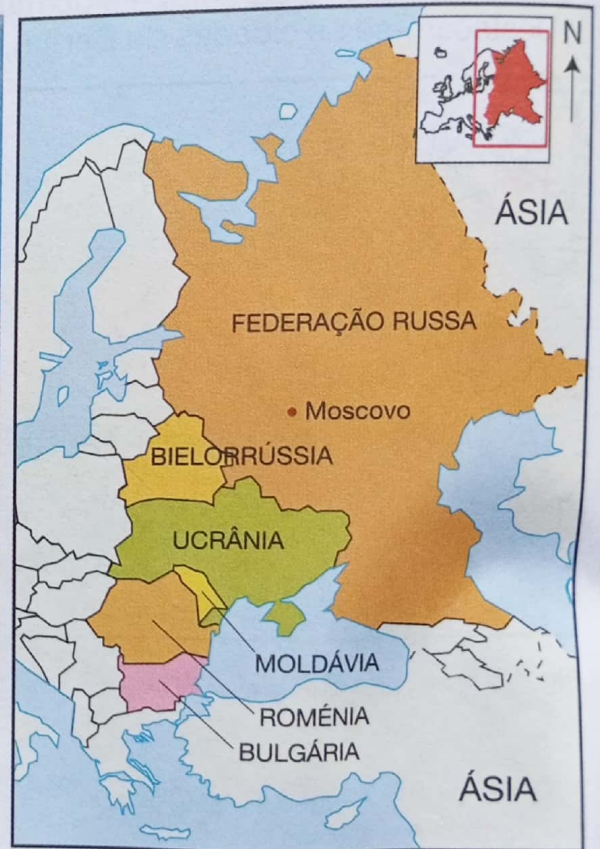 N
ÁSIA
FEDERAÇÃO RUSSA
Moscovo
BIELORRÚSSIA
UCRÂNIA
MOLDÁVIA
ROMÉNIA
BULGÁRIA
ÁSIA